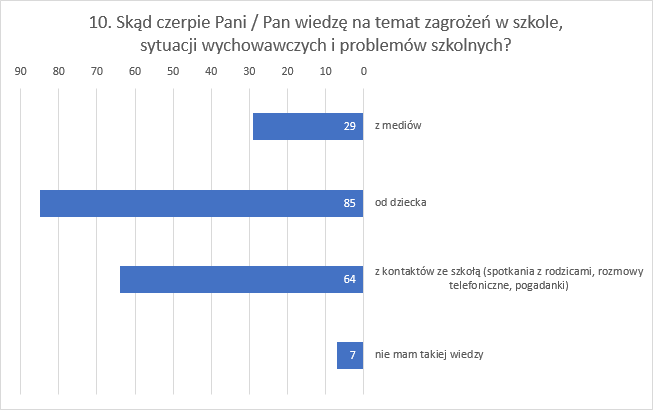 10. Skąd czerpie Pani / Pan wiedzę na temat zagrożeń w szkole,
sytuacji wychowawczych i problemów szkolnych?
90 80 70 60 50 40 30 20 10 0
29 z mediów
85 od dziecka
64 z kontaktów ze szkołą (spotkania z rodzicami, rozmowy
telefoniczne, pogadanki)
7 nie mam takiej wiedzy